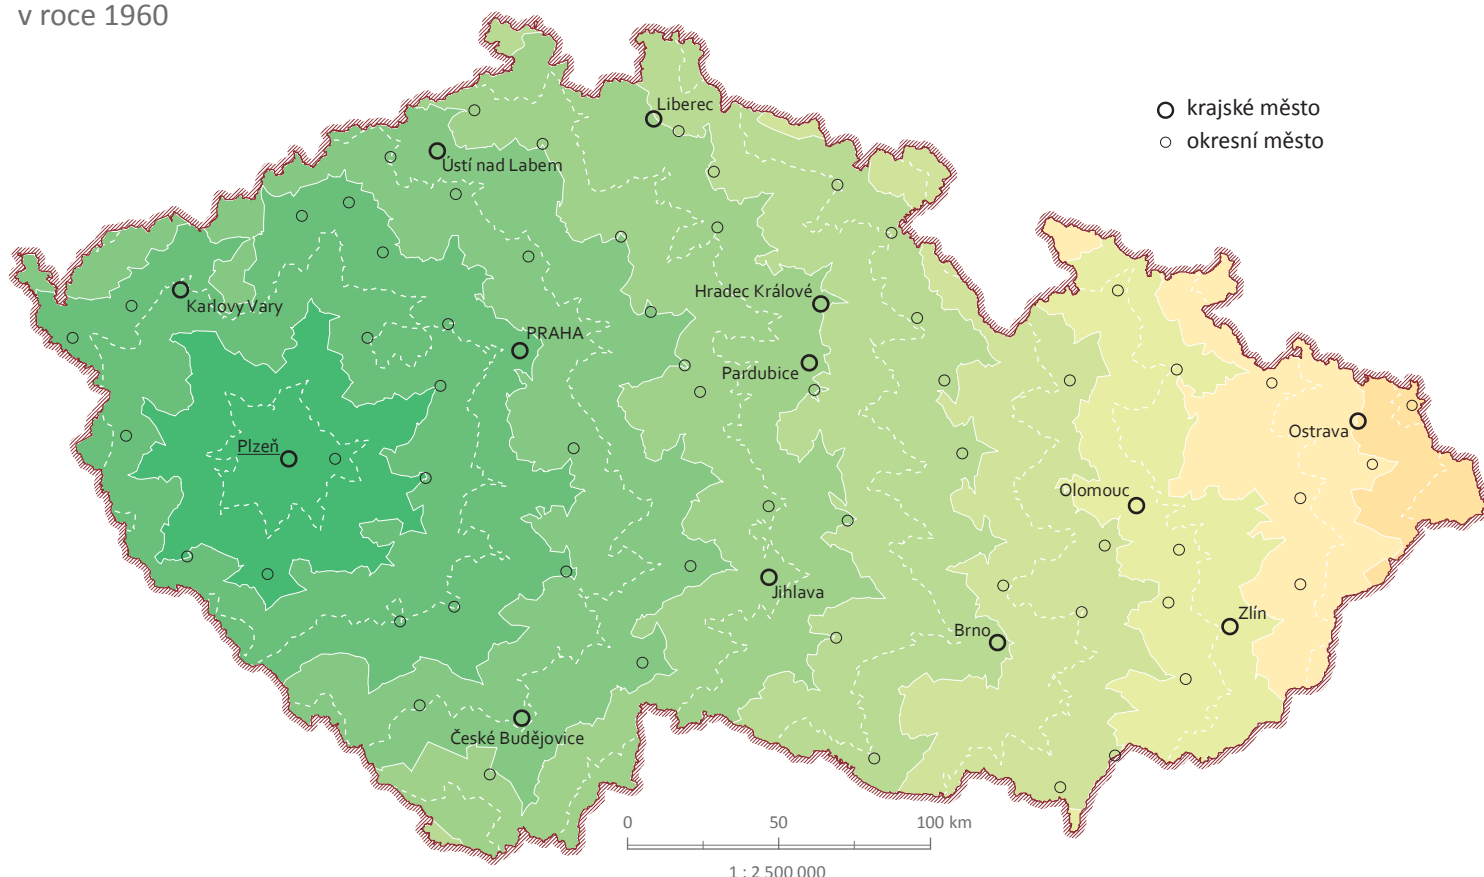 v roce 1960
krajské město
okresní město
Liberec
Ústí nad Labem
Karlovy Vary
Hradec Králové
PRAHA
Pardubice
Plzeň
Ostrava
Olomouc
Jihlava
Zlín
Brno
České Budějovice
0 50 100 km
1 : 2 500 000